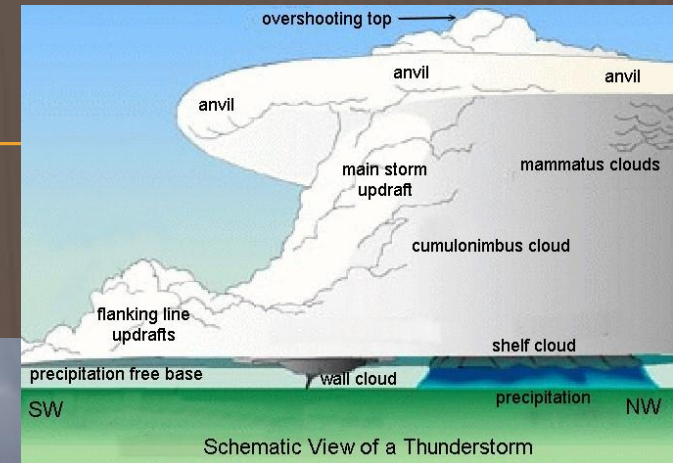 overshooting top
anvil
anvil
anvil
main storm
updraft
mammatus clouds
cumulonimbus cloud
flanking line
updrafts
shelf cloud
precipitation free base
wall cloud
precipitation
SW
NW
Schematic View of a Thunderstorm